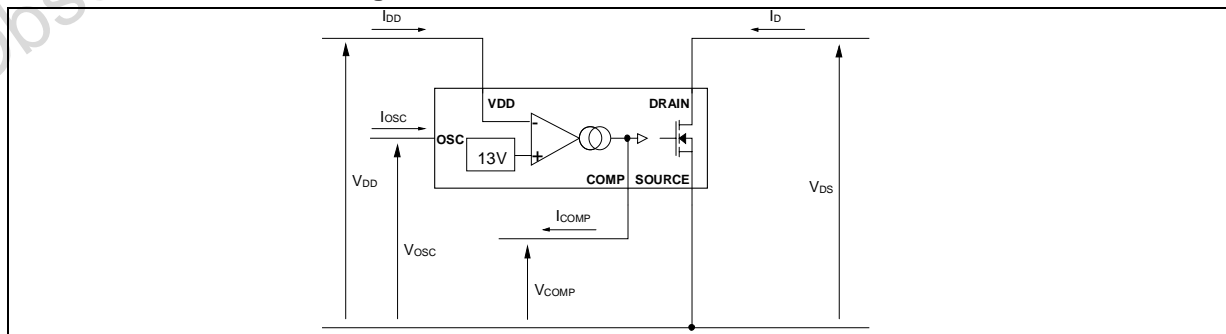 IDD
ID
VDD
DRAIN
IOSC
OSC
-
13V
+
COMP
SOURCE
VDD
VDS
ICOMP
VOSC
VCOMP